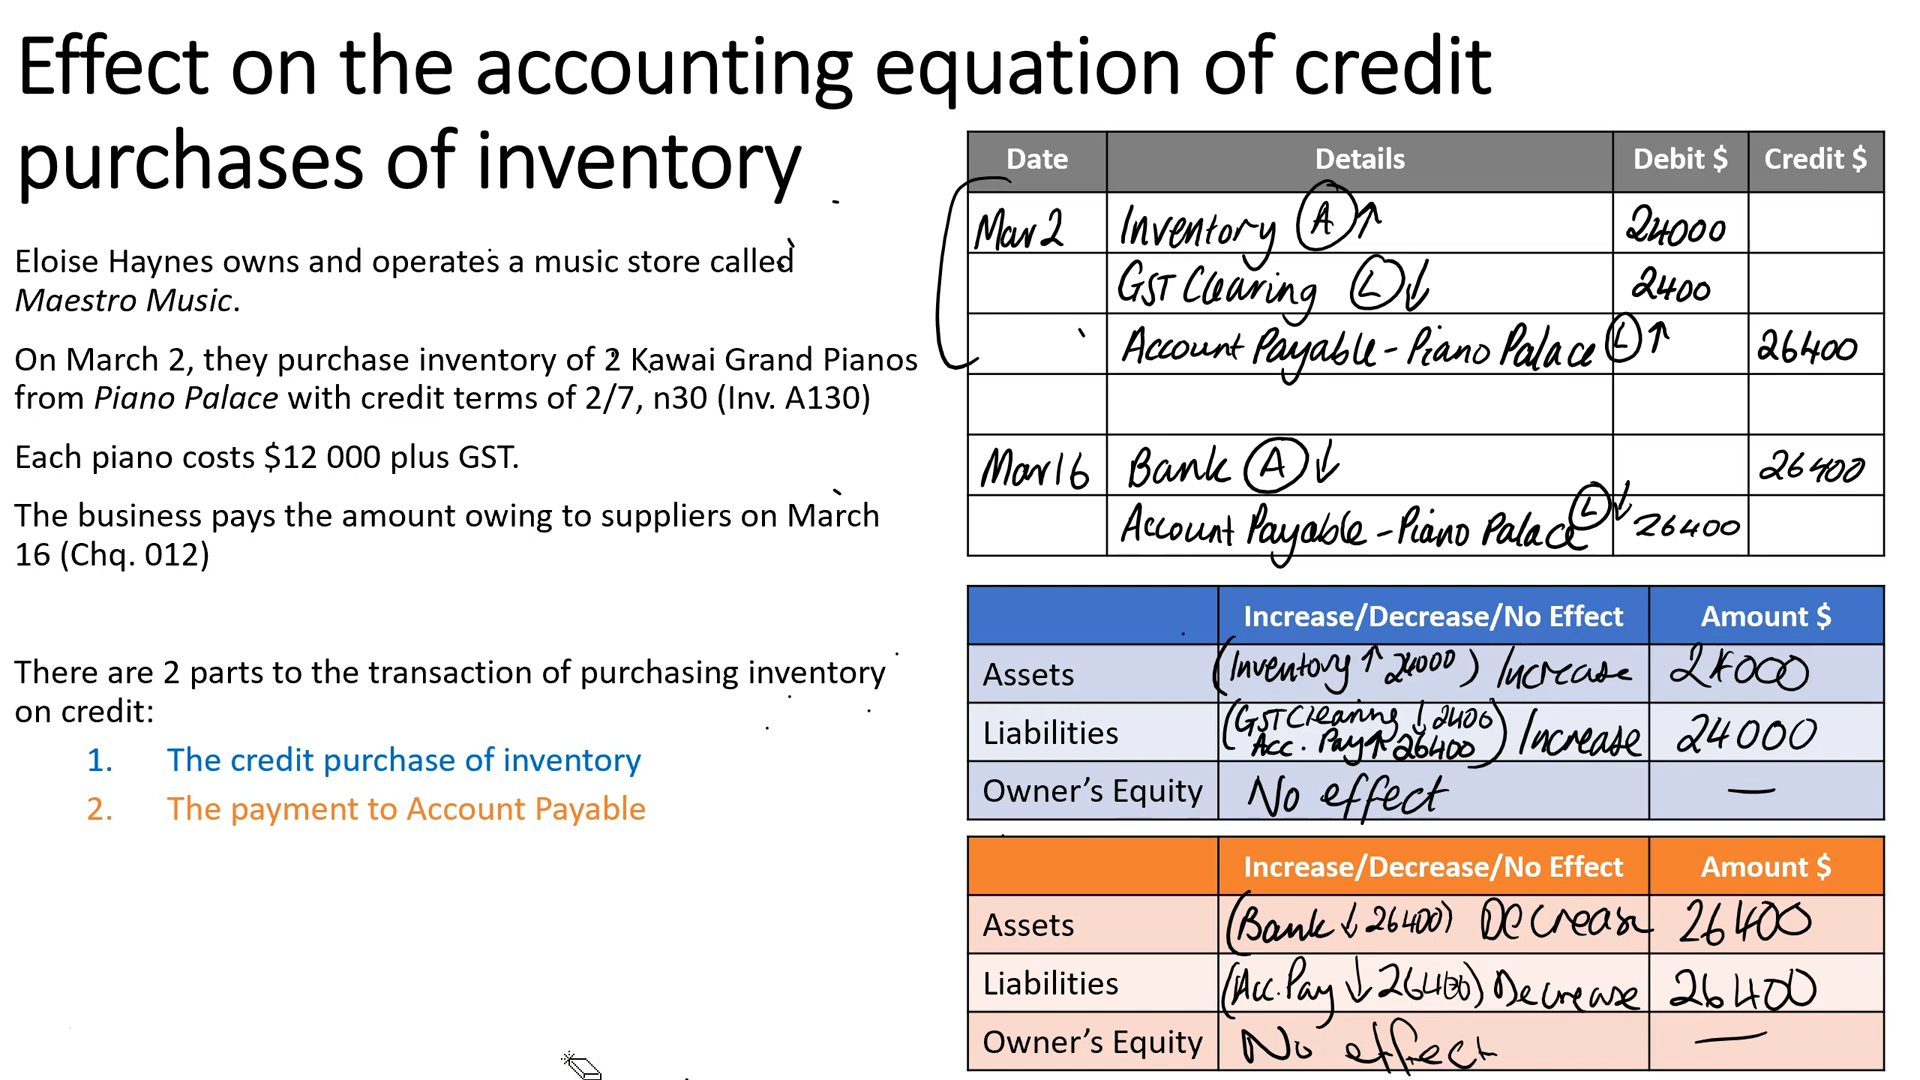 Effect on the accounting equation of credit
purchases of inventory
Eloise Haynes owns and operates a music store called
Maestro Music.
On March 2, they purchase inventory of 2 Kawai Grand Pianos
from Piano Palace with credit terms of 2/7, n30 (Inv. A130)
Each piano costs $12 000 plus GST.
The business pays the amount owing to suppliers on March
16 (Chq. 012)
There are 2 parts to the transaction of purchasing inventory
on credit:
1. The credit purchase of inventory
2. The payment to Account Payable
Date Details Debit $ Credit $
Mar 2 Inventory (A) ↑ 24000
GST Clearing (L) ↓ 2400
Account Payable - Piano Palace (L) ↑ 26400
Mar 16 Bank (A) ↓ 26400
Account Payable - Piano Palace (L) ↓ 26400
Increase/Decrease/No Effect Amount $
Assets (Inventory ↑ 24000) Increase 24000
Liabilities (GST Clearing ↓ 2400
Acc. Pay ↑ 26400) Increase 24000
Owner's Equity No effect —
Increase/Decrease/No Effect Amount $
Assets (Bank ↓ 26400) Decrease 26400
Liabilities (Acc. Pay ↓ 26400) Decrease 26400
Owner's Equity No effect —